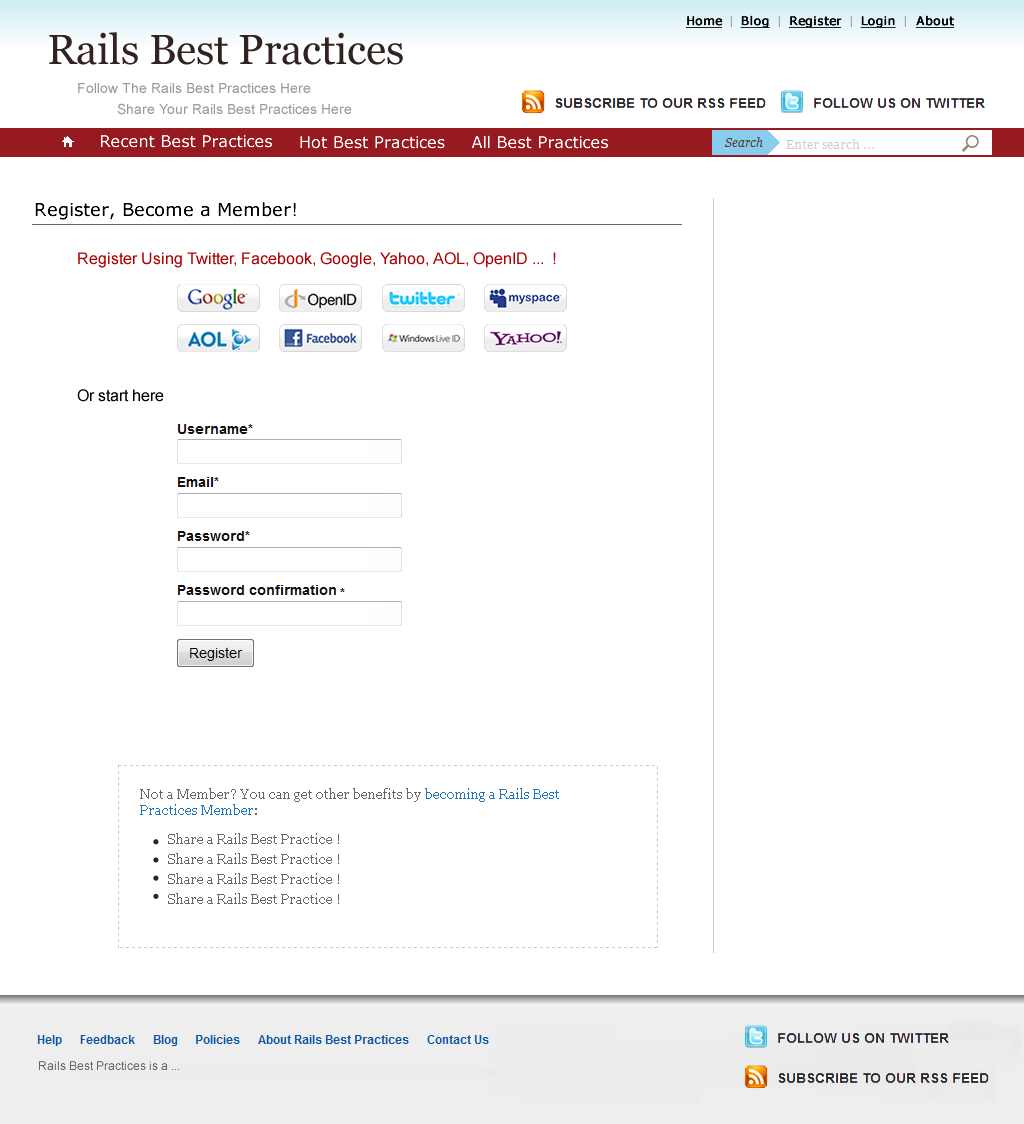 Home | Blog | Register | Login | About
Rails Best Practices
Follow The Rails Best Practices Here
Share Your Rails Best Practices Here
SUBSCRIBE TO OUR RSS FEED FOLLOW US ON TWITTER
Recent Best Practices Hot Best Practices All Best Practices Search Enter search ...
Register, Become a Member!
Register Using Twitter, Facebook, Google, Yahoo, AOL, OpenID ... !
Google OpenID twitter myspace
AOL Facebook Windows Live ID YAHOO!
Or start here
Username*
Email*
Password*
Password confirmation *
Register
Not a Member? You can get other benefits by becoming a Rails Best
Practices Member:
• Share a Rails Best Practice !
• Share a Rails Best Practice !
• Share a Rails Best Practice !
• Share a Rails Best Practice !
Help Feedback Blog Policies About Rails Best Practices Contact Us
Rails Best Practices is a ...
FOLLOW US ON TWITTER
SUBSCRIBE TO OUR RSS FEED